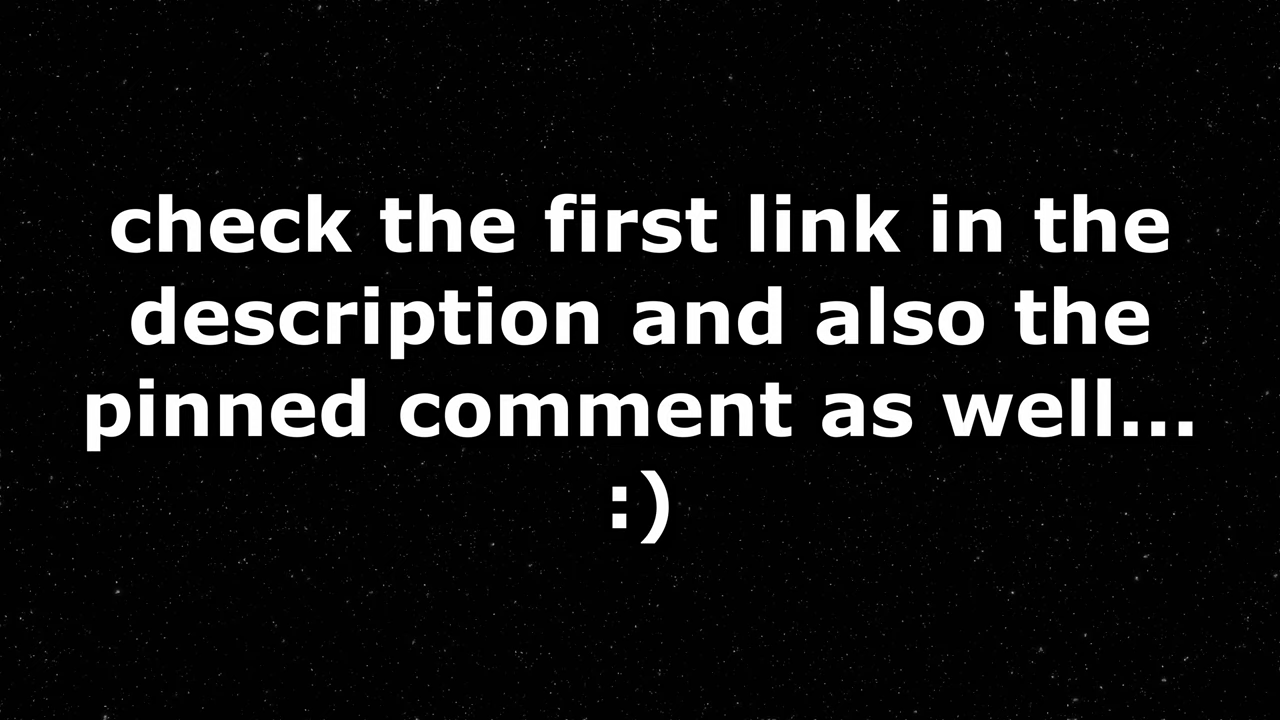 check the first link in the
description and also the
pinned comment as well...
:)